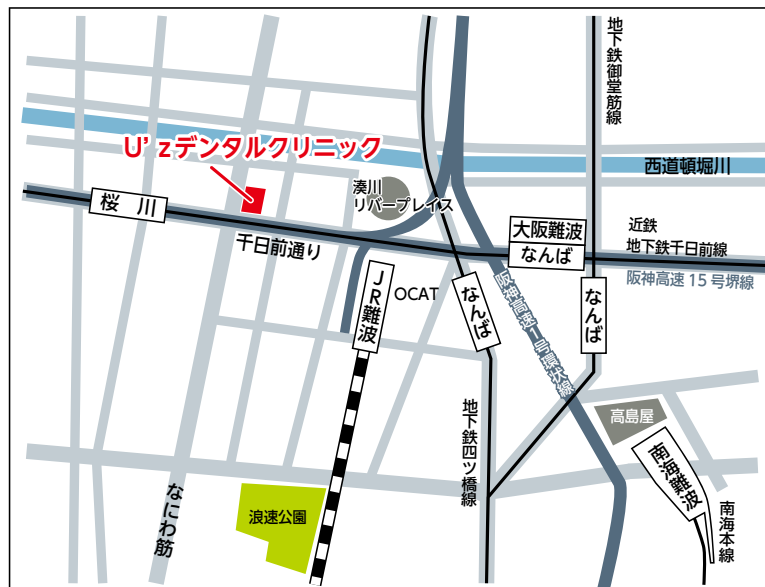 地下鉄御堂筋線
U’zデンタルクリニック
西道頓堀川
湊川
リバープレイス
桜 川
千日前通り
大阪難波
なんば
近鉄
地下鉄千日前線
阪神高速15号堺線
JR難波
OCAT
なんば
阪神高速1号環状線
なんば
高島屋
地下鉄四ツ橋線
南海難波
なにわ筋
浪速公園
南海本線